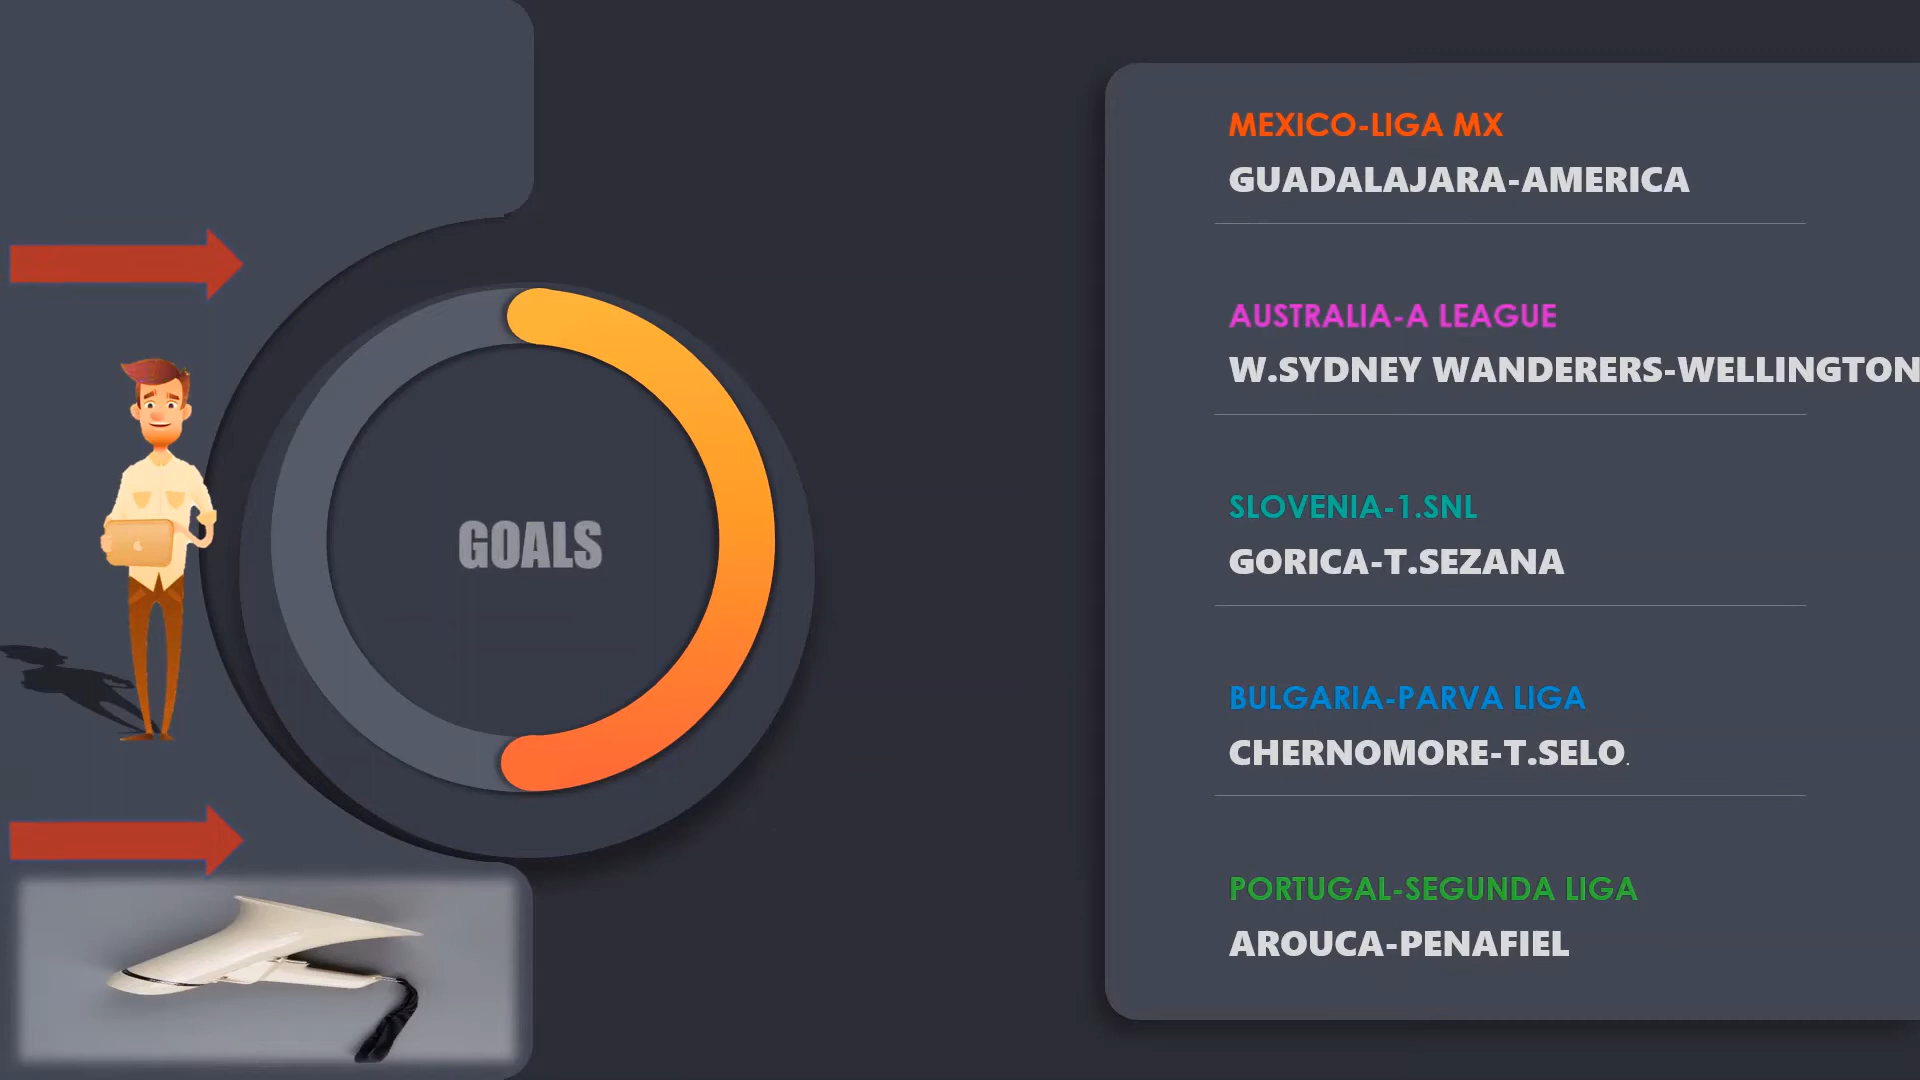 GOALS
MEXICO-LIGA MX
GUADALAJARA-AMERICA
AUSTRALIA-A LEAGUE
W.SYDNEY WANDERERS-WELLINGTON
SLOVENIA-1.SNL
GORICA-T.SEZANA
BULGARIA-PARVA LIGA
CHERNOMORE-T.SELO.
PORTUGAL-SEGUNDA LIGA
AROUCA-PENAFIEL